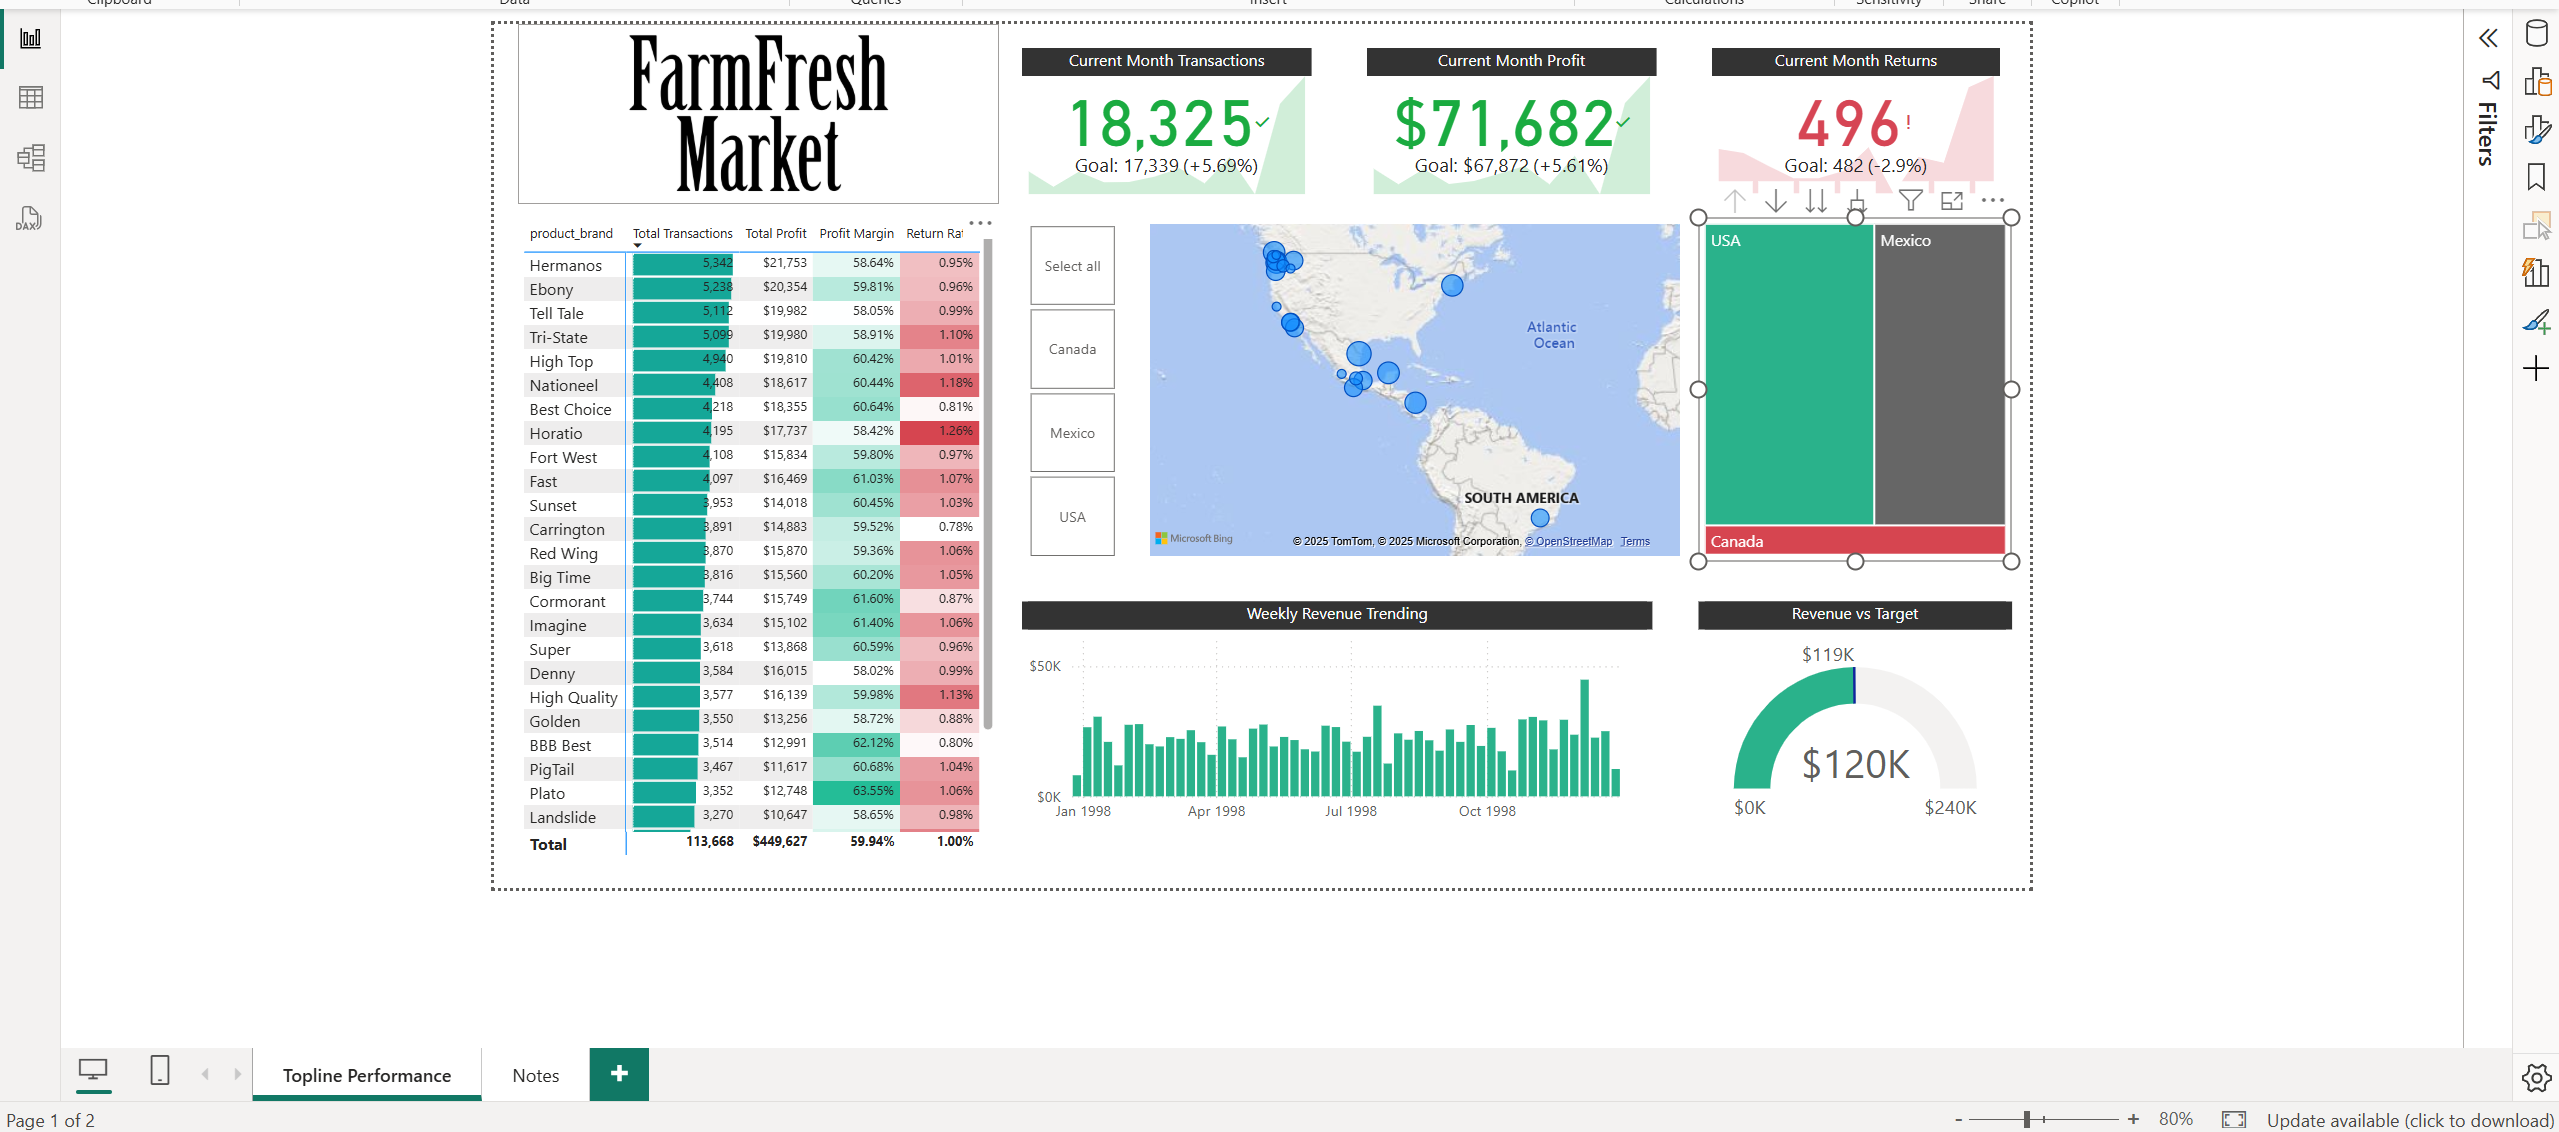 Clipboard Data Queries Insert Calculations Sensitivity Share Copilot
FarmFresh
Market
Current Month Transactions
18,325
Goal: 17,339 (+5.69%)
Current Month Profit
$71,682
Goal: $67,872 (+5.61%)
Current Month Returns
496!
Goal: 482 (-2.9%)
Filters
DAX
product_brand Total Transactions Total Profit Profit Margin Return Rat
Hermanos 5,342 $21,753 58.64% 0.95%
Ebony 5,238 $20,354 59.81% 0.96%
Tell Tale 5,112 $19,982 58.05% 0.99%
Tri-State 5,099 $19,980 58.91% 1.10%
High Top 4,940 $19,810 60.42% 1.01%
Nationeel 4,408 $18,617 60.44% 1.18%
Best Choice 4,218 $18,355 60.64% 0.81%
Horatio 4,195 $17,737 58.42% 1.26%
Fort West 4,108 $15,834 59.80% 0.97%
Fast 4,097 $16,469 61.03% 1.07%
Sunset 3,953 $14,018 60.45% 1.03%
Carrington 3,891 $14,883 59.52% 0.78%
Red Wing 3,870 $15,870 59.36% 1.06%
Big Time 3,816 $15,560 60.20% 1.05%
Cormorant 3,744 $15,749 61.60% 0.87%
Imagine 3,634 $15,102 61.40% 1.06%
Super 3,618 $13,868 60.59% 0.96%
Denny 3,584 $16,015 58.02% 0.99%
High Quality 3,577 $16,139 59.98% 1.13%
Golden 3,550 $13,256 58.72% 0.88%
BBB Best 3,514 $12,991 62.12% 0.80%
PigTail 3,467 $11,617 60.68% 1.04%
Plato 3,352 $12,748 63.55% 1.06%
Landslide 3,270 $10,647 58.65% 0.98%
Total 113,668 $449,627 59.94% 1.00%
Select all
Canada
Mexico
USA
Atlantic
Ocean
SOUTH AMERICA
Microsoft Bing
© 2025 TomTom, © 2025 Microsoft Corporation, © OpenStreetMap Terms
USA
Mexico
Canada
Weekly Revenue Trending
$50K
$0K
Jan 1998 Apr 1998 Jul 1998 Oct 1998
Revenue vs Target
$119K
$120K
$0K $240K
Topline Performance Notes
Page 1 of 2
- + 80% Update available (click to download)